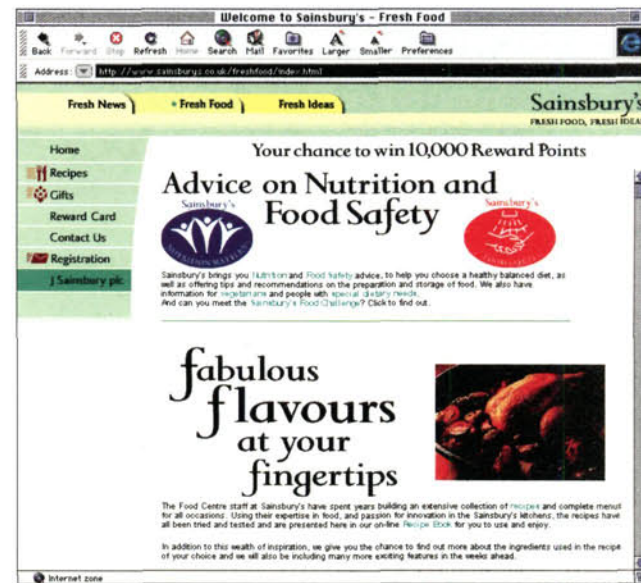 Welcome to Sainsbury's - Fresh Food
Back Forward Stop Refresh Home Search Mail Favorites Larger Smaller Preferences
Address: http://www.sainsburys.co.uk/freshfood/index.html
Fresh News Fresh Food Fresh Ideas
Sainsbury's
FRESH FOOD, FRESH IDEAS
Home
Recipes
Gifts
Reward Card
Contact Us
Registration
J Sainsbury plc
Your chance to win 10,000 Reward Points
Advice on Nutrition and
Food Safety
Sainsbury's
NUTRITION MATTERS
Sainsbury's
Sainsbury's brings you Nutrition and Food Safety advice, to help you choose a healthy balanced diet, as
well as offering tips and recommendations on the preparation and storage of food. We also have
information for vegetarians and people with special dietary needs.
And can you meet the Sainsbury's Food Challenge? Click to find out.
fabulous
flavours
at your
fingertips
The Food Centre staff at Sainsbury's have spent years building an extensive collection of recipes and complete menus
for all occasions. Using their expertise in food, and passion for innovation in the Sainsbury's kitchens, the recipes have
all been tried and tested and are presented here in our on-line Recipe Book for you to use and enjoy.
In addition to this wealth of inspiration, we give you the chance to find out more about the ingredients used in the recipe
of your choice and we will also be including many more exciting features in the weeks ahead.
Internet zone